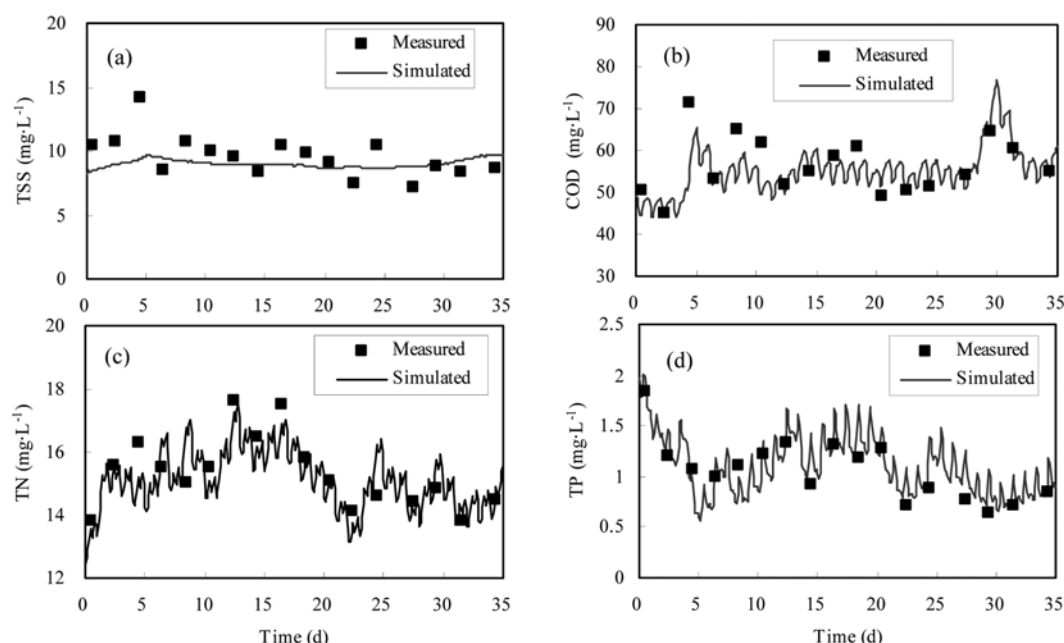 (a)
Measured
Simulated
TSS (mg·L-1)
20
15
10
5
0
0 5 10 15 20 25 30 35
(b)
Measured
Simulated
COD (mg·L-1)
90
80
70
60
50
40
30
0 5 10 15 20 25 30 35
(c)
Measured
Simulated
TN (mg·L-1)
20
18
16
14
12
0 5 10 15 20 25 30 35
Time (d)
(d)
Measured
Simulated
TP (mg·L-1)
2.5
2
1.5
1
0.5
0
0 5 10 15 20 25 30 35
Time (d)